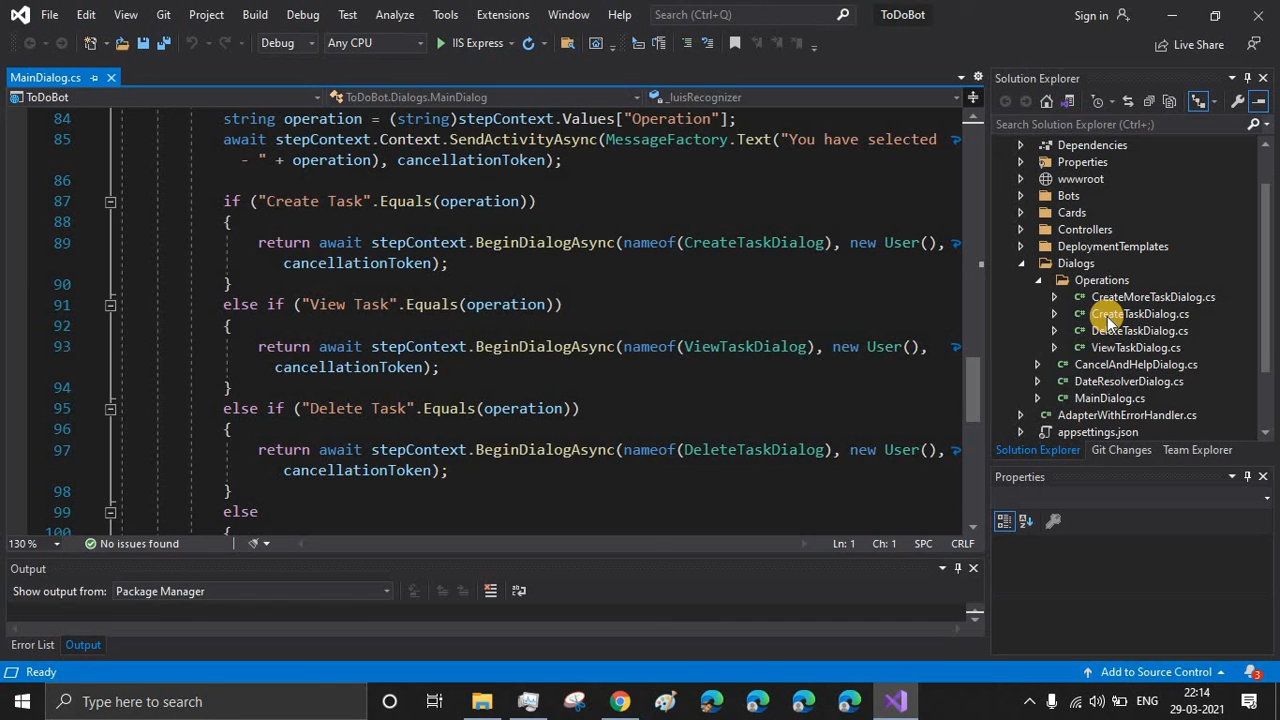 File Edit View Git Project Build Debug Test Analyze Tools Extensions Window Help Search (Ctrl+Q) ToDoBot Sign in
Debug Any CPU IIS Express Live Share
MainDialog.cs
ToDoBot ToDoBot.Dialogs.MainDialog _luisRecognizer
84 string operation = (string)stepContext.Values["Operation"];
85 await stepContext.Context.SendActivityAsync(MessageFactory.Text("You have selected
- " + operation), cancellationToken);
86
87 if ("Create Task".Equals(operation))
88 {
89 return await stepContext.BeginDialogAsync(nameof(CreateTaskDialog), new User(),
cancellationToken);
90 }
91 else if ("View Task".Equals(operation))
92 {
93 return await stepContext.BeginDialogAsync(nameof(ViewTaskDialog), new User(),
cancellationToken);
94 }
95 else if ("Delete Task".Equals(operation))
96 {
97 return await stepContext.BeginDialogAsync(nameof(DeleteTaskDialog), new User(),
cancellationToken);
98 }
99 else
100 {
130 % No issues found Ln: 1 Ch: 1 SPC CRLF
Output
Show output from: Package Manager
Error List Output
Solution Explorer
Search Solution Explorer (Ctrl+;)
Dependencies
Properties
wwwroot
Bots
Cards
Controllers
DeploymentTemplates
Dialogs
Operations
CreateMoreTaskDialog.cs
CreateTaskDialog.cs
DeleteTaskDialog.cs
ViewTaskDialog.cs
CancelAndHelpDialog.cs
DateResolverDialog.cs
MainDialog.cs
AdapterWithErrorHandler.cs
appsettings.json
Solution Explorer Git Changes Team Explorer
Properties
Ready Add to Source Control 3
Type here to search ENG 22:14
29-03-2021